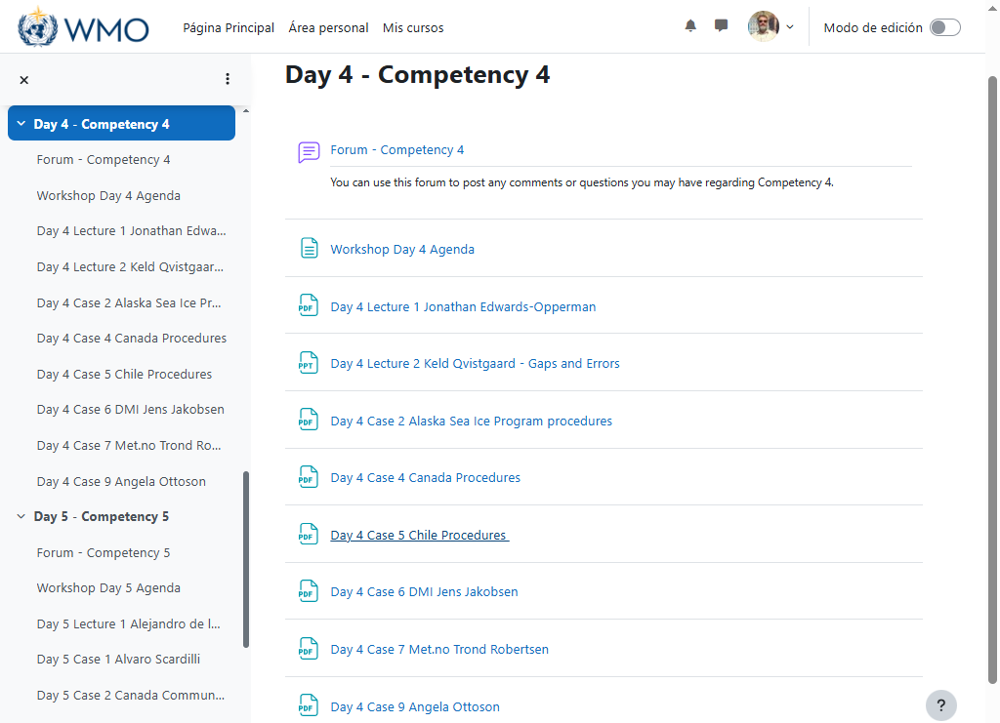 WMO
Página Principal Área personal Mis cursos
Modo de edición
Day 4 - Competency 4
Forum - Competency 4
Workshop Day 4 Agenda
Day 4 Lecture 1 Jonathan Edwa...
Day 4 Lecture 2 Keld Qvistgaar...
Day 4 Case 2 Alaska Sea Ice Pr...
Day 4 Case 4 Canada Procedures
Day 4 Case 5 Chile Procedures
Day 4 Case 6 DMI Jens Jakobsen
Day 4 Case 7 Met.no Trond Ro...
Day 4 Case 9 Angela Ottoson
Day 5 - Competency 5
Forum - Competency 5
Workshop Day 5 Agenda
Day 5 Lecture 1 Alejandro de l...
Day 5 Case 1 Alvaro Scardilli
Day 5 Case 2 Canada Commun...
Day 4 - Competency 4
Forum - Competency 4
You can use this forum to post any comments or questions you may have regarding Competency 4.
Workshop Day 4 Agenda
PDF Day 4 Lecture 1 Jonathan Edwards-Opperman
PPT Day 4 Lecture 2 Keld Qvistgaard - Gaps and Errors
PDF Day 4 Case 2 Alaska Sea Ice Program procedures
PDF Day 4 Case 4 Canada Procedures
PDF Day 4 Case 5 Chile Procedures
PDF Day 4 Case 6 DMI Jens Jakobsen
PDF Day 4 Case 7 Met.no Trond Robertsen
PDF Day 4 Case 9 Angela Ottoson
?